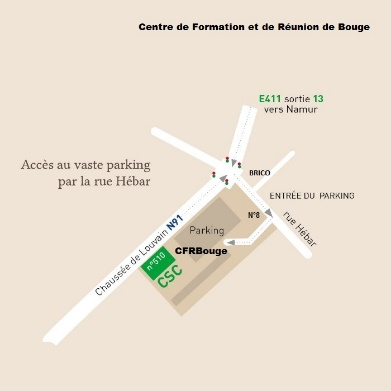 Centre de Formation et de Réunion de Bouge
E411 sortie 13
vers Namur
Accès au vaste parking
par la rue Hébar
BRICO
ENTRÉE DU PARKING
N°8
rue Hébar
Parking
CFRBouge
Chaussée de Louvain N91
n°510
CSC